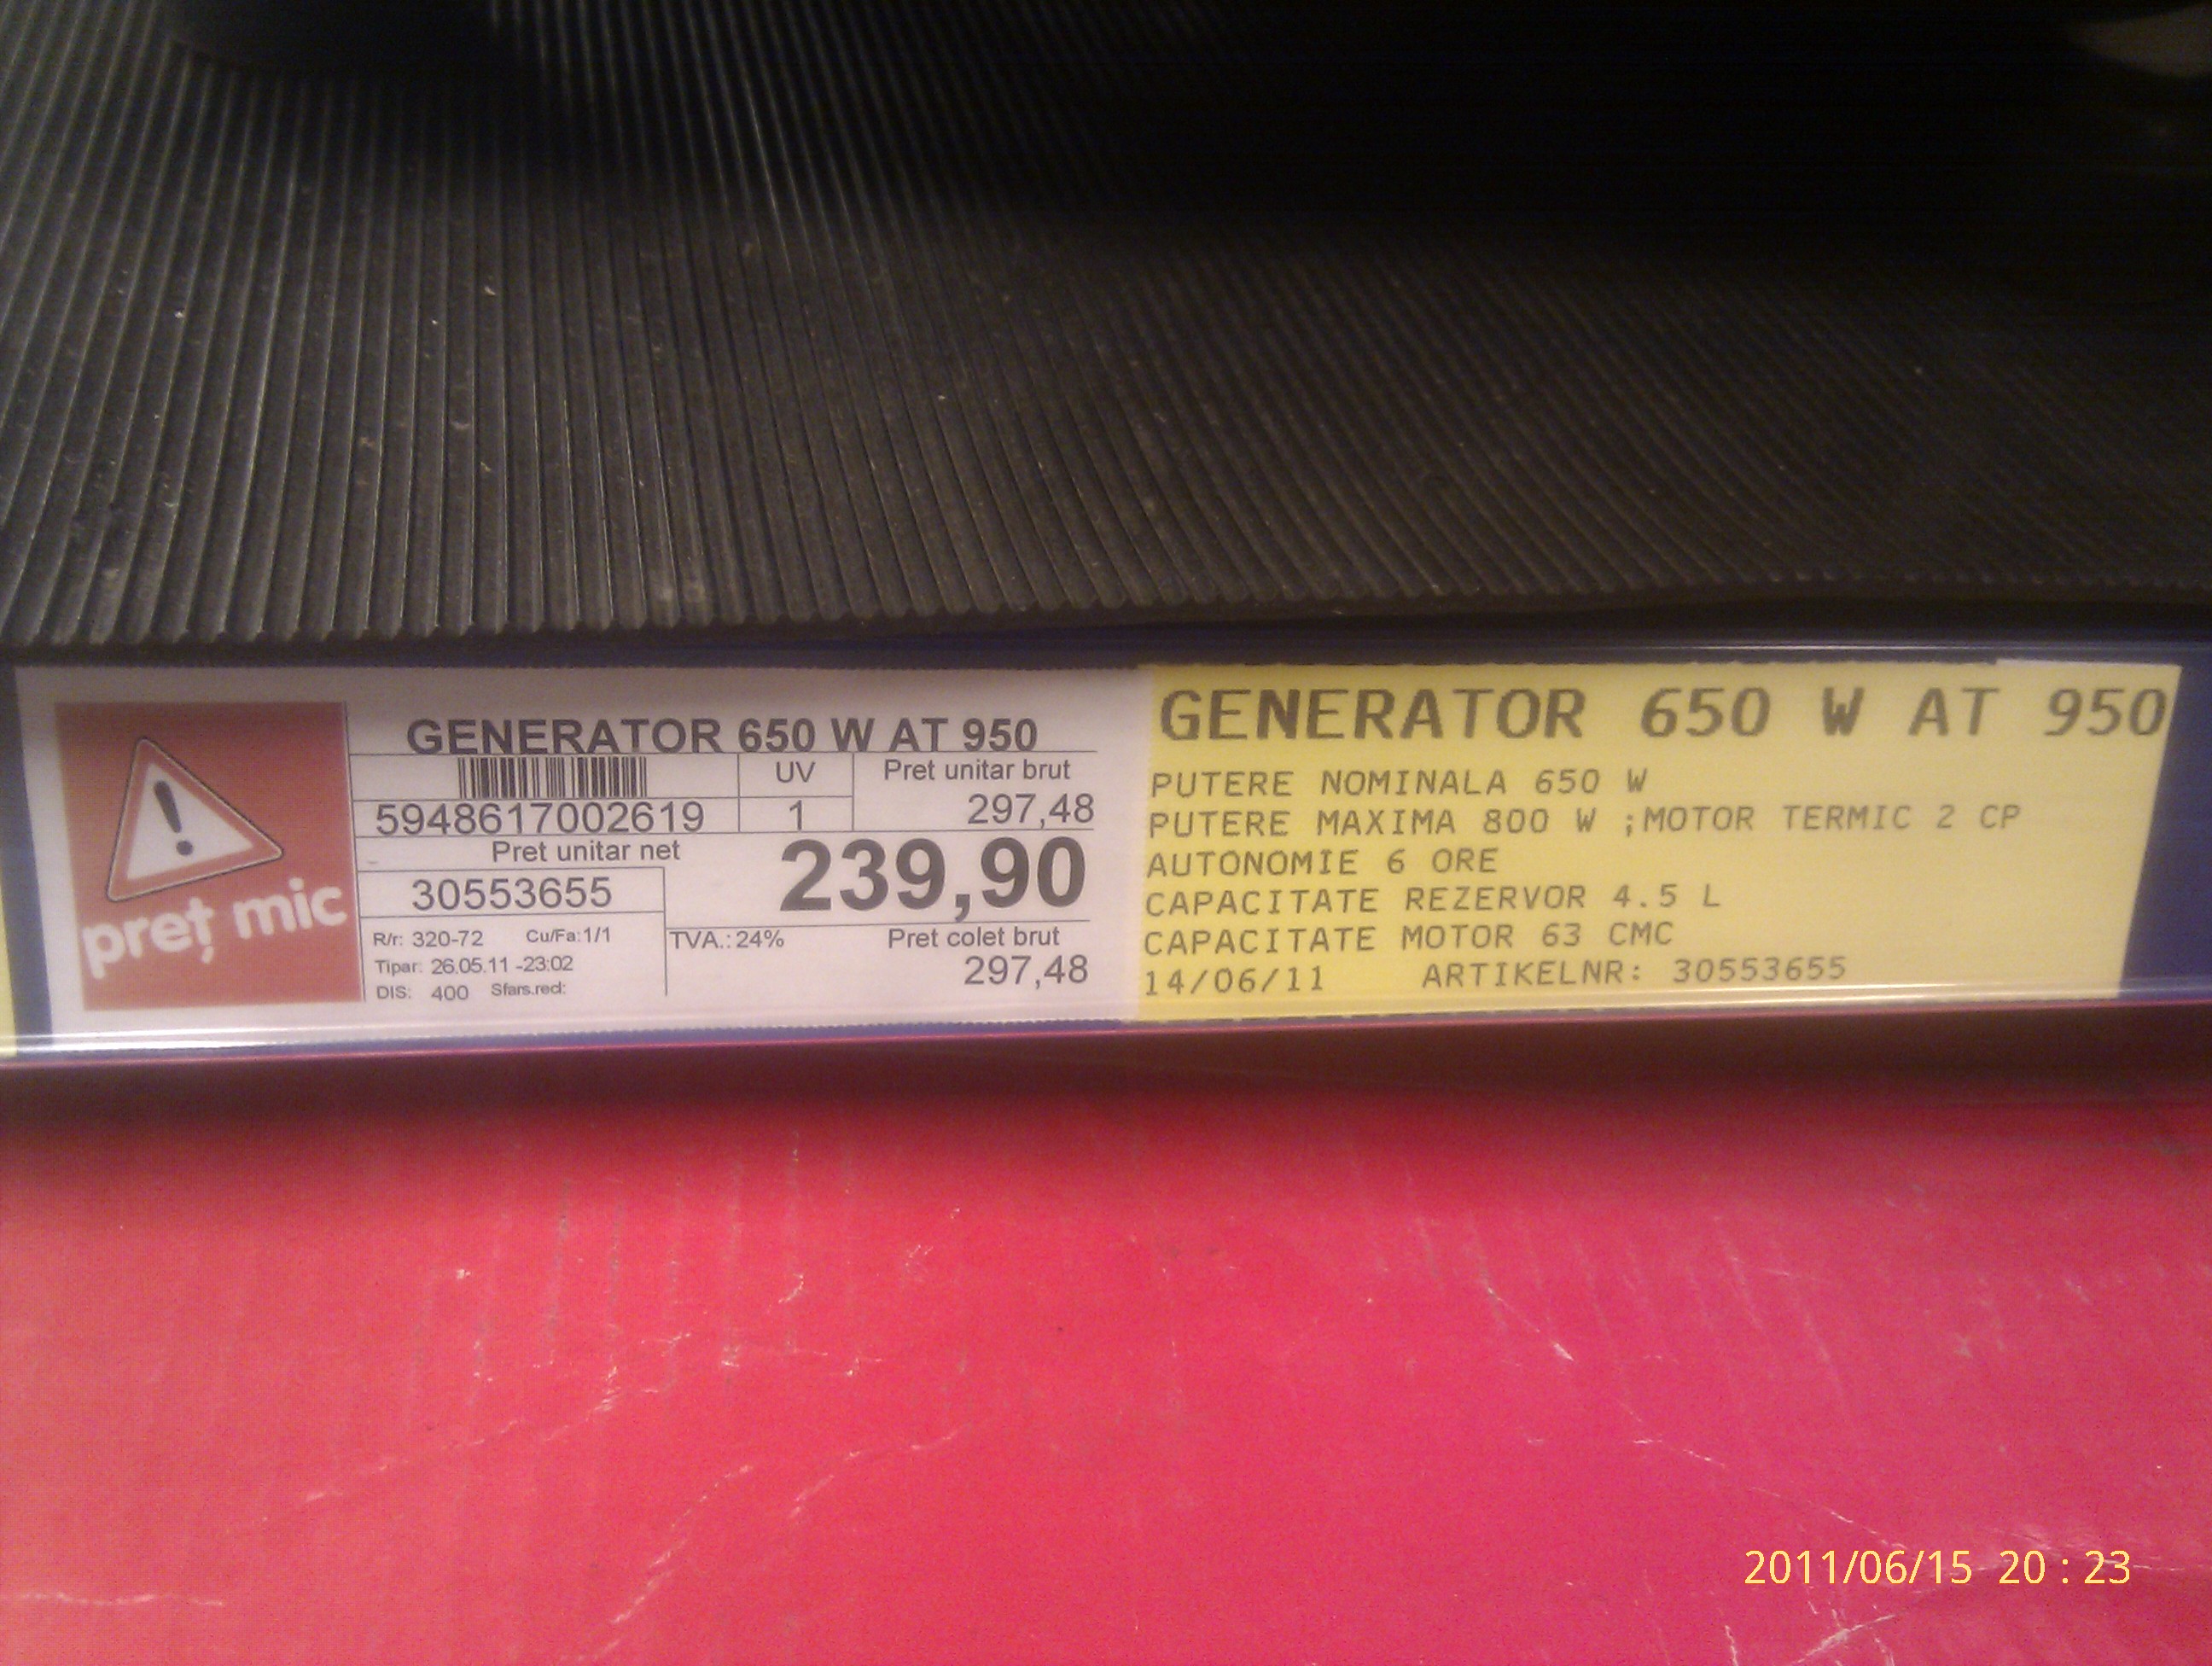 preț mic
GENERATOR 650 W AT 950
UV
Pret unitar brut
5948617002619
1
297,48
Pret unitar net
239,90
30553655
R/r: 320-72 Cu/Fa:1/1
TVA.: 24%
Pret colet brut
Tipar: 26.05.11 -23:02
297,48
DIS: 400 Sfars.recl:
GENERATOR 650 W AT 950
PUTERE NOMINALA 650 W
PUTERE MAXIMA 800 W ;MOTOR TERMIC 2 CP
AUTONOMIE 6 ORE
CAPACITATE REZERVOR 4.5 L
CAPACITATE MOTOR 63 CMC
14/06/11 ARTIKELNR: 30553655
2011/06/15 20 : 23